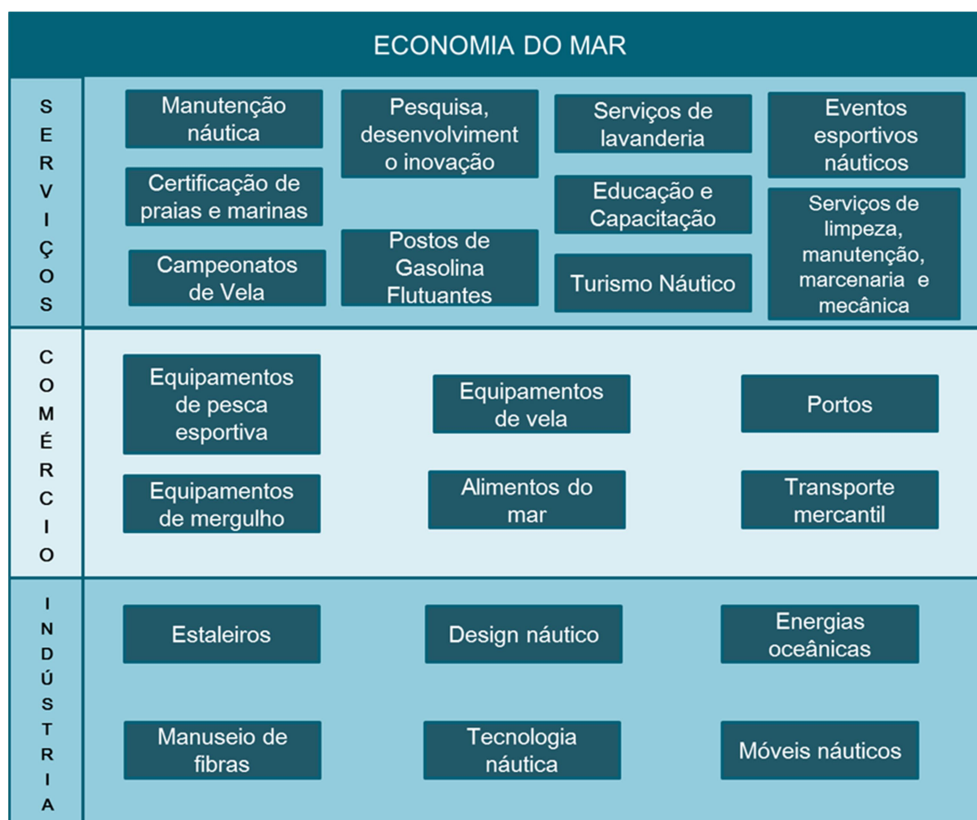 ECONOMIA DO MAR
SERVIÇOS
Manutenção
náutica
Pesquisa,
desenvolviment
o inovação
Serviços de
lavanderia
Eventos
esportivos
náuticos
Certificação de
praias e marinas
Educação e
Capacitação
Serviços de
limpeza,
manutenção,
marcenaria e
mecânica
Campeonatos
de Vela
Postos de
Gasolina
Flutuantes
Turismo Náutico
COMÉRCIO
Equipamentos
de pesca
esportiva
Equipamentos
de vela
Portos
Equipamentos
de mergulho
Alimentos do
mar
Transporte
mercantil
INDÚSTRIA
Estaleiros
Design náutico
Energias
oceânicas
Manuseio de
fibras
Tecnologia
náutica
Móveis náuticos